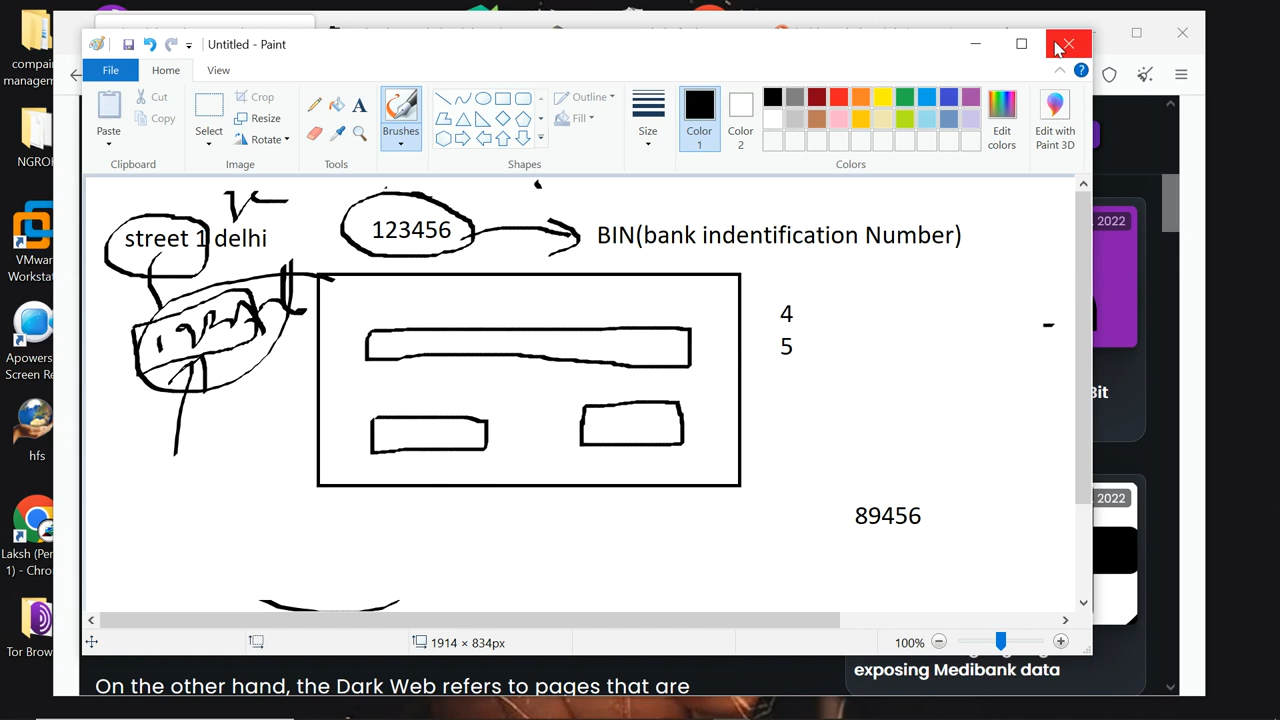 compain
managem
NGRO
VMwar
Workstat
Apowers
Screen Re
hfs
Laksh (Per
1) - Chro
Tor Brow
Untitled - Paint
File
Home
View
Paste
Cut
Copy
Clipboard
Select
Crop
Resize
Rotate
Image
A
Tools
Brushes
Shapes
Outline
Fill
Size
Color
1
Color
2
Edit
colors
Colors
Edit with
Paint 3D
street 1 delhi
123456
BIN(bank indentification Number)
4
5
89456
1914 × 834px
100%
2022
Bit
2022
exposing Medibank data
On the other hand, the Dark Web refers to pages that are